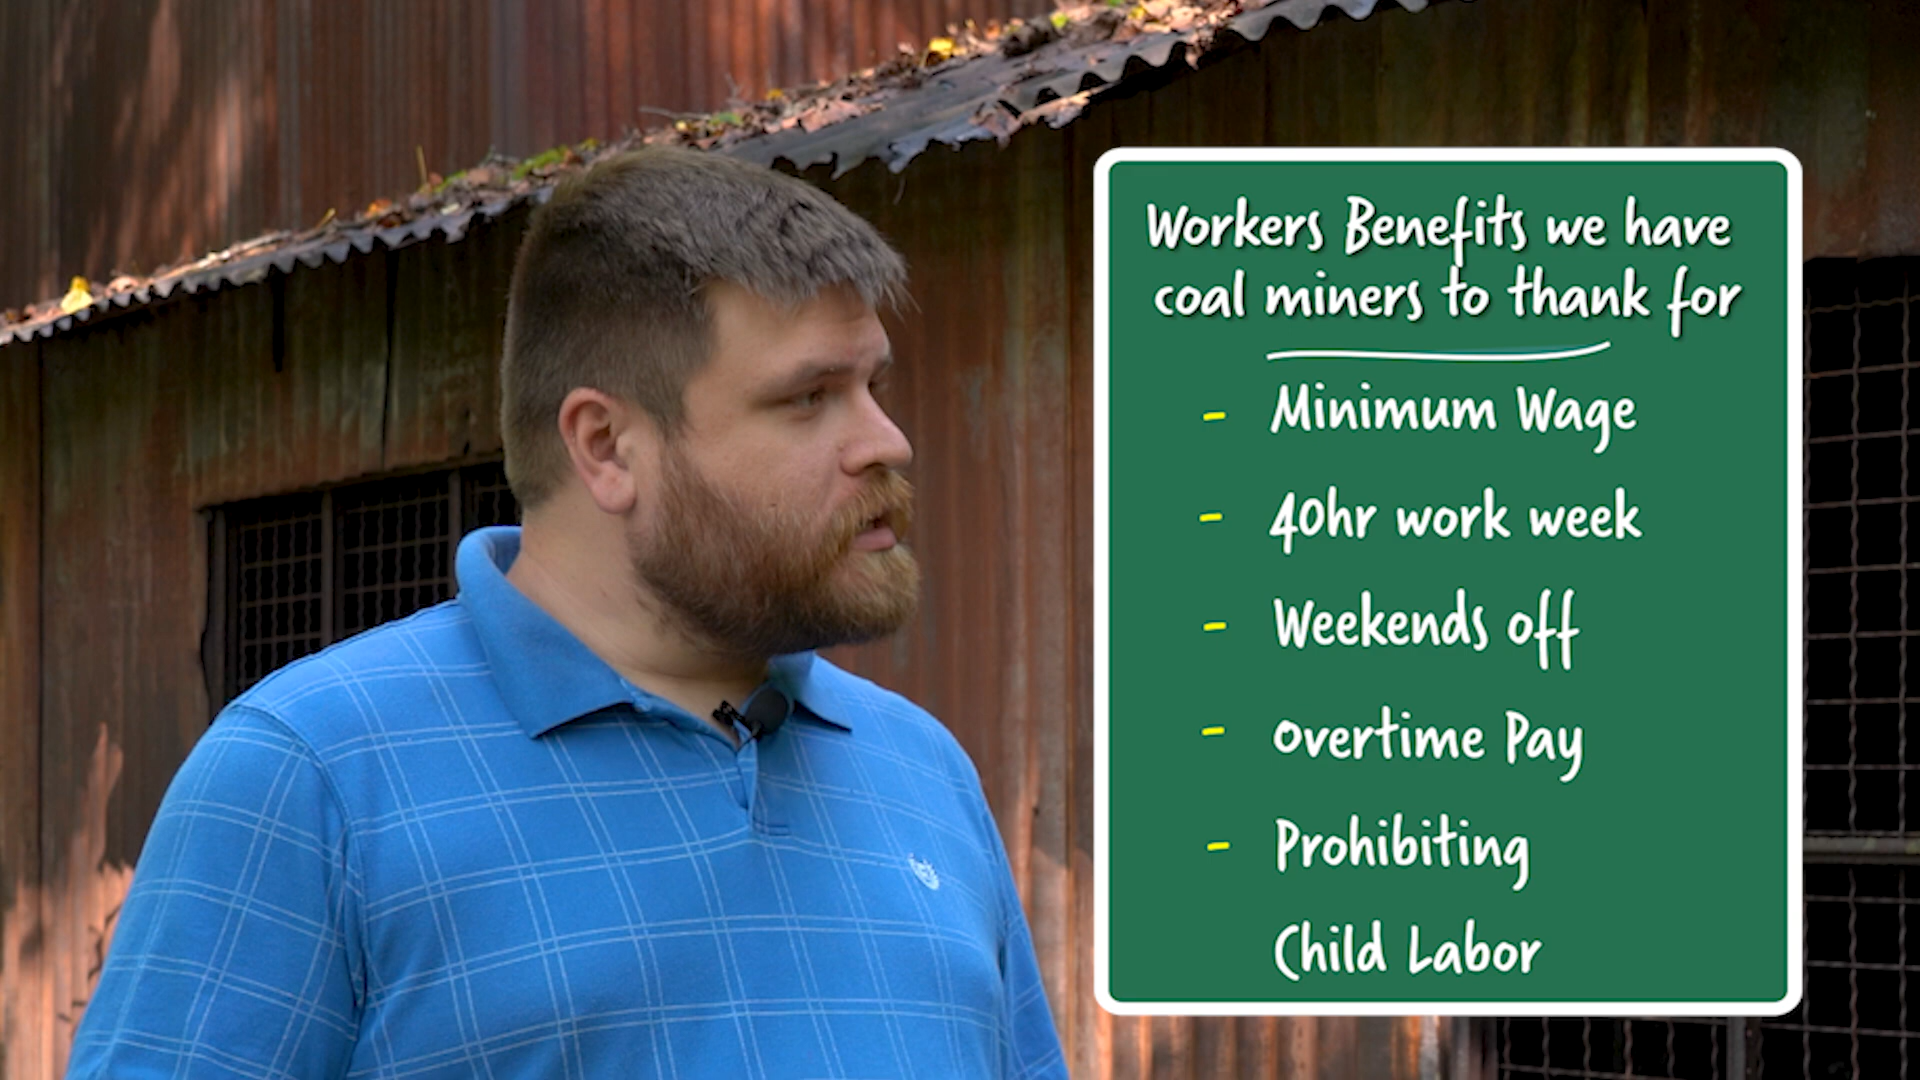 Workers Benefits we have
coal miners to thank for
- Minimum Wage
- 40hr work week
- Weekends off
- Overtime Pay
- Prohibiting
Child Labor